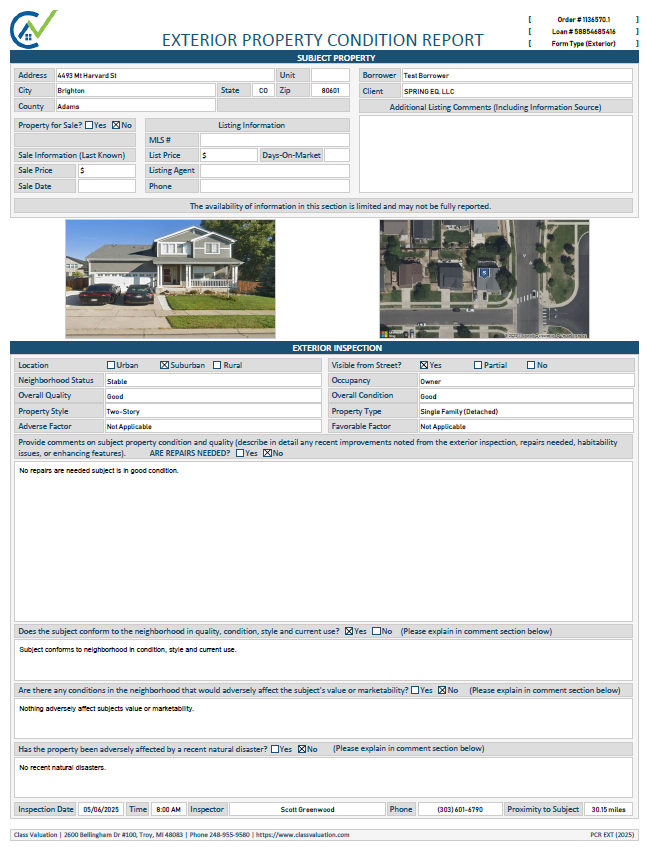 [ Order # 1136570.1 ]
[ Loan # 58854685416 ]
[ Form Type (Exterior) ]
EXTERIOR PROPERTY CONDITION REPORT
SUBJECT PROPERTY
Address 4493 Mt Harvard St Unit Borrower Test Borrower
City Brighton State CO Zip 80601 Client SPRING EQ, LLC
County Adams Additional Listing Comments (Including Information Source)
Property for Sale? Yes No Listing Information
MLS #
Sale Information (Last Known) List Price $ Days-On-Market
Sale Price $ Listing Agent
Sale Date Phone
The availability of information in this section is limited and may not be fully reported.
S
EXTERIOR INSPECTION
Location Urban Suburban Rural Visible from Street? Yes Partial No
Neighborhood Status Stable Occupancy Owner
Overall Quality Good Overall Condition Good
Property Style Two-Story Property Type Single Family (Detached)
Adverse Factor Not Applicable Favorable Factor Not Applicable
Provide comments on subject property condition and quality (describe in detail any recent improvements noted from the exterior inspection, repairs needed, habitability
issues, or enhancing features). ARE REPAIRS NEEDED? Yes No
No repairs are needed subject is in good condition.
Does the subject conform to the neighborhood in quality, condition, style and current use? Yes No (Please explain in comment section below)
Subject conforms to neighborhood in condition, style and current use.
Are there any conditions in the neighborhood that would adversely affect the subject's value or marketability? Yes No (Please explain in comment section below)
Nothing adversely affect subjects value or marketability.
Has the property been adversely affected by a recent natural disaster? Yes No (Please explain in comment section below)
No recent natural disasters.
Inspection Date 05/06/2025 Time 8:00 AM Inspector Scott Greenwood Phone (303) 601-6790 Proximity to Subject 30.15 miles
Class Valuation | 2600 Bellingham Dr #100, Troy, MI 48083 | Phone 248-955-9580 | https://www.classvaluation.com PCR EXT (2025)